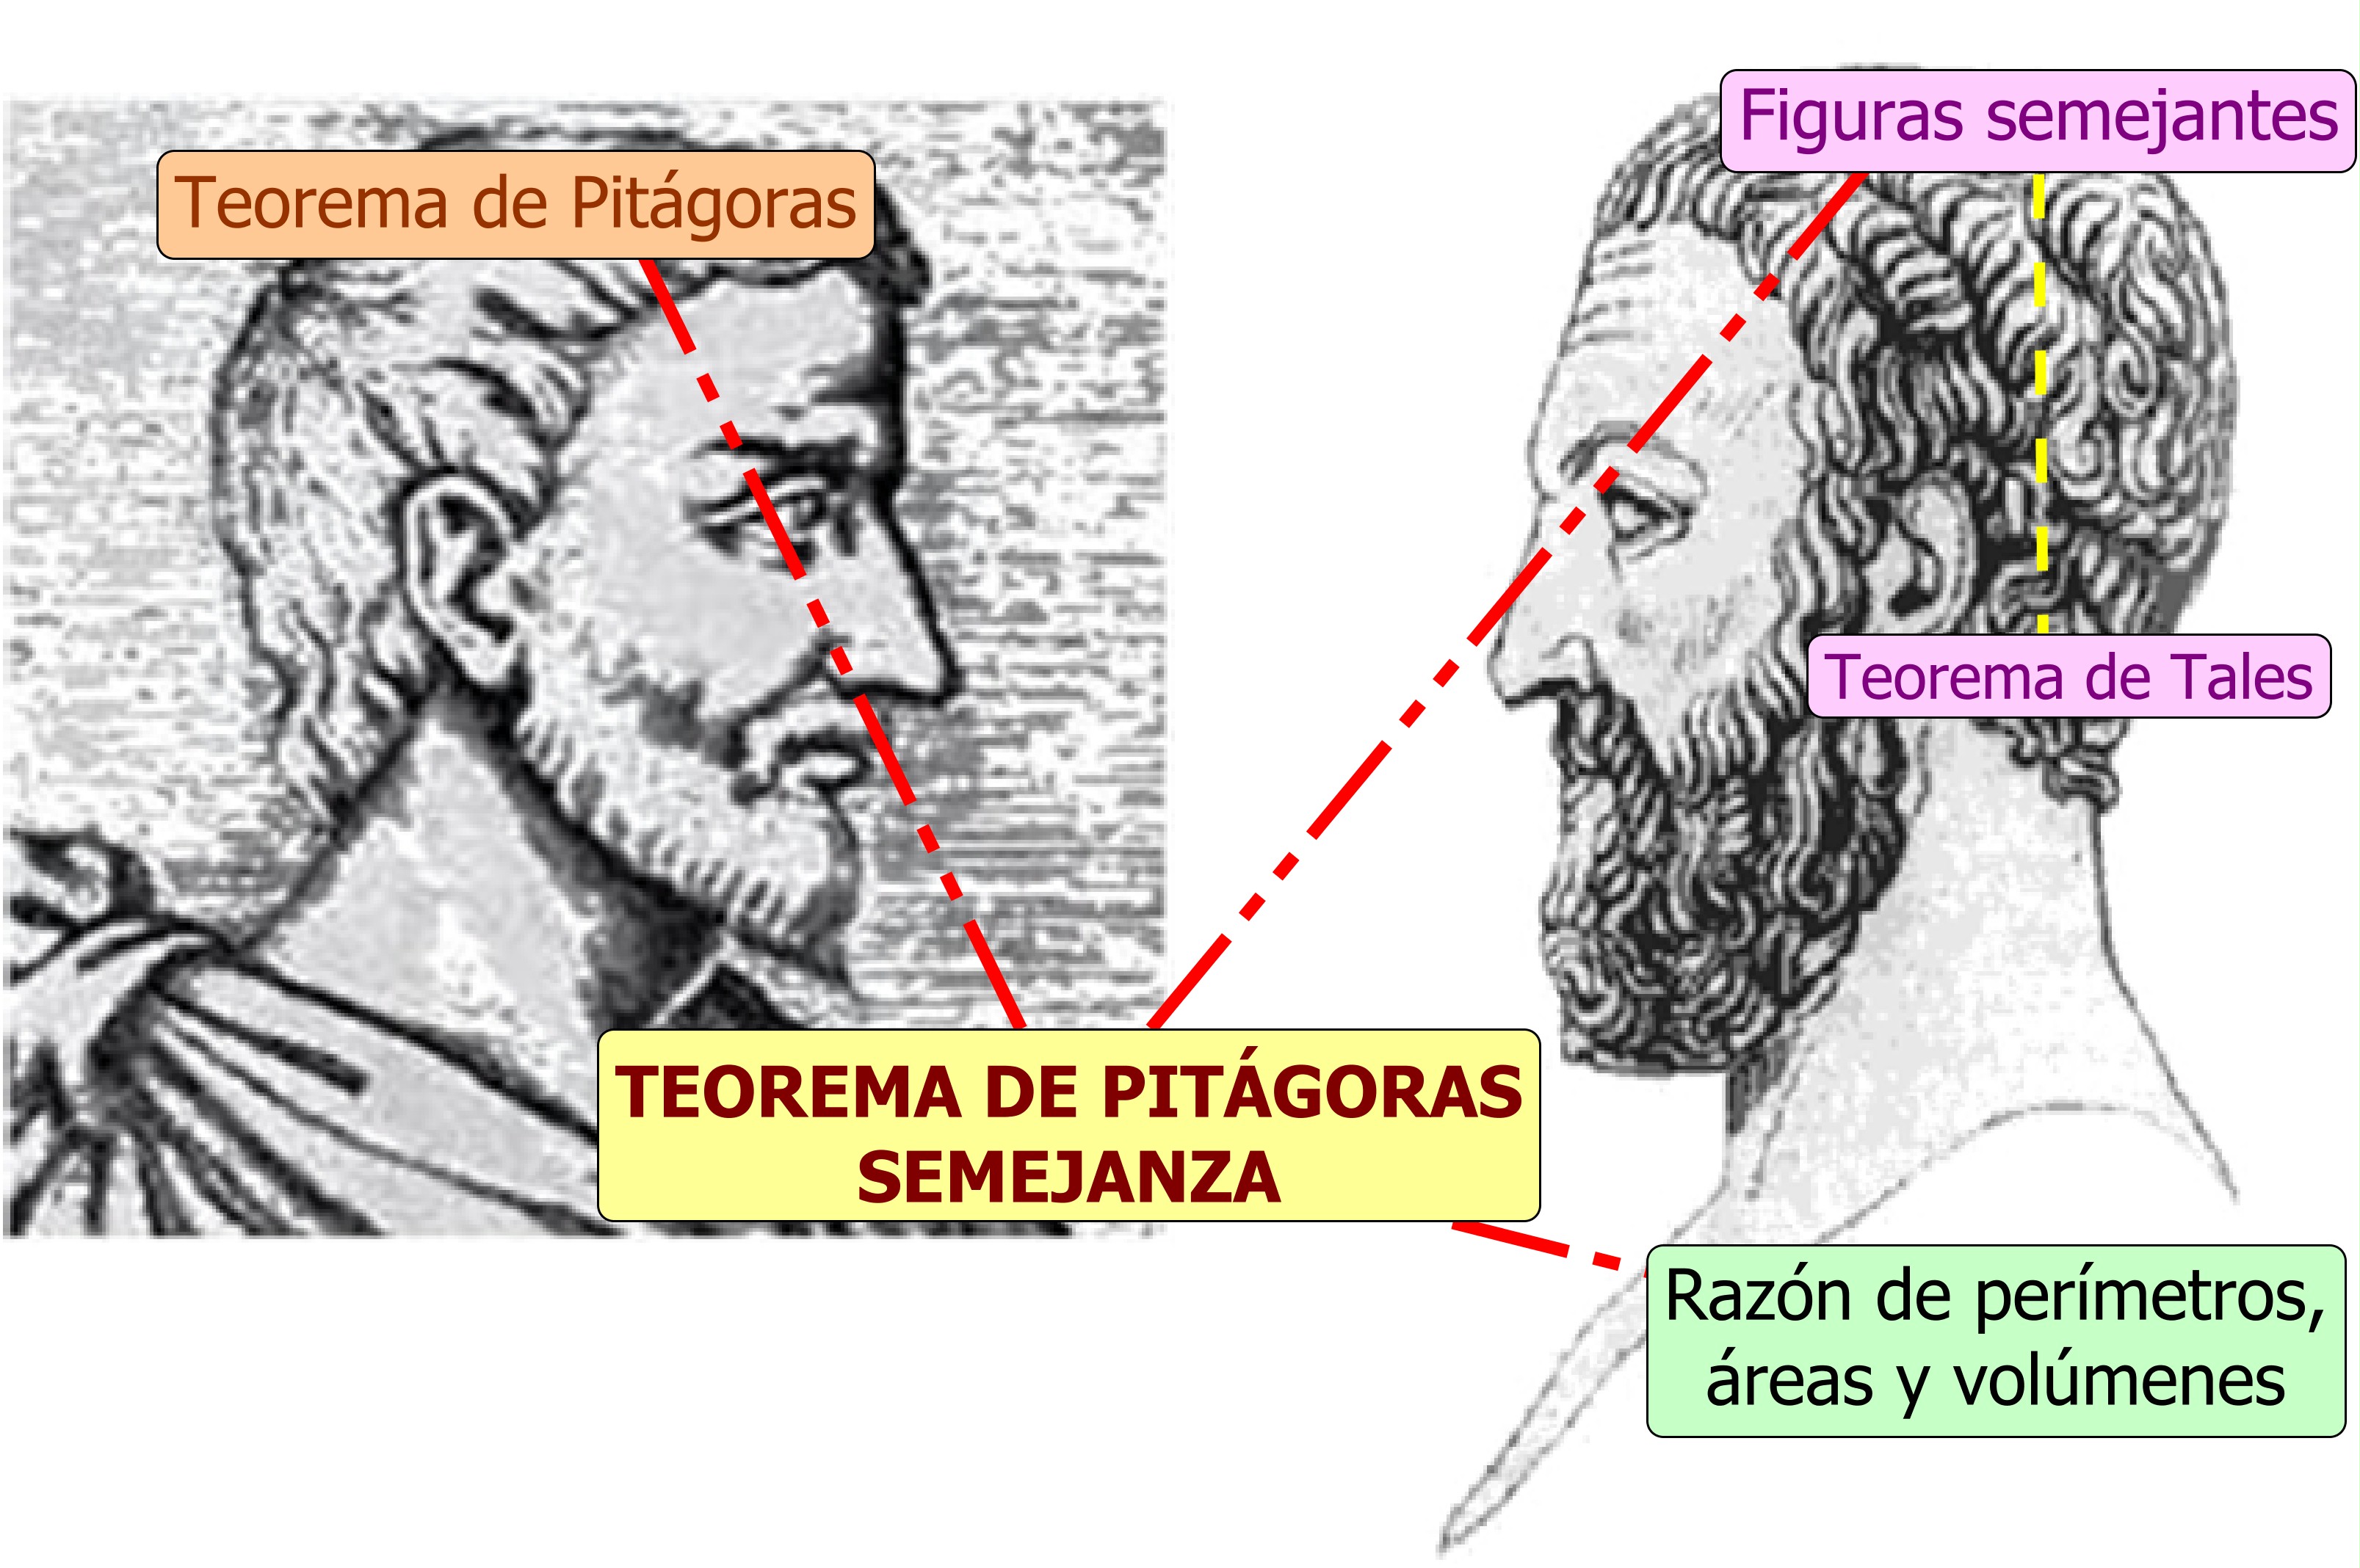 Figuras semejantes
Teorema de Pitágoras
Teorema de Tales
TEOREMA DE PITÁGORAS
SEMEJANZA
Razón de perímetros,
áreas y volúmenes